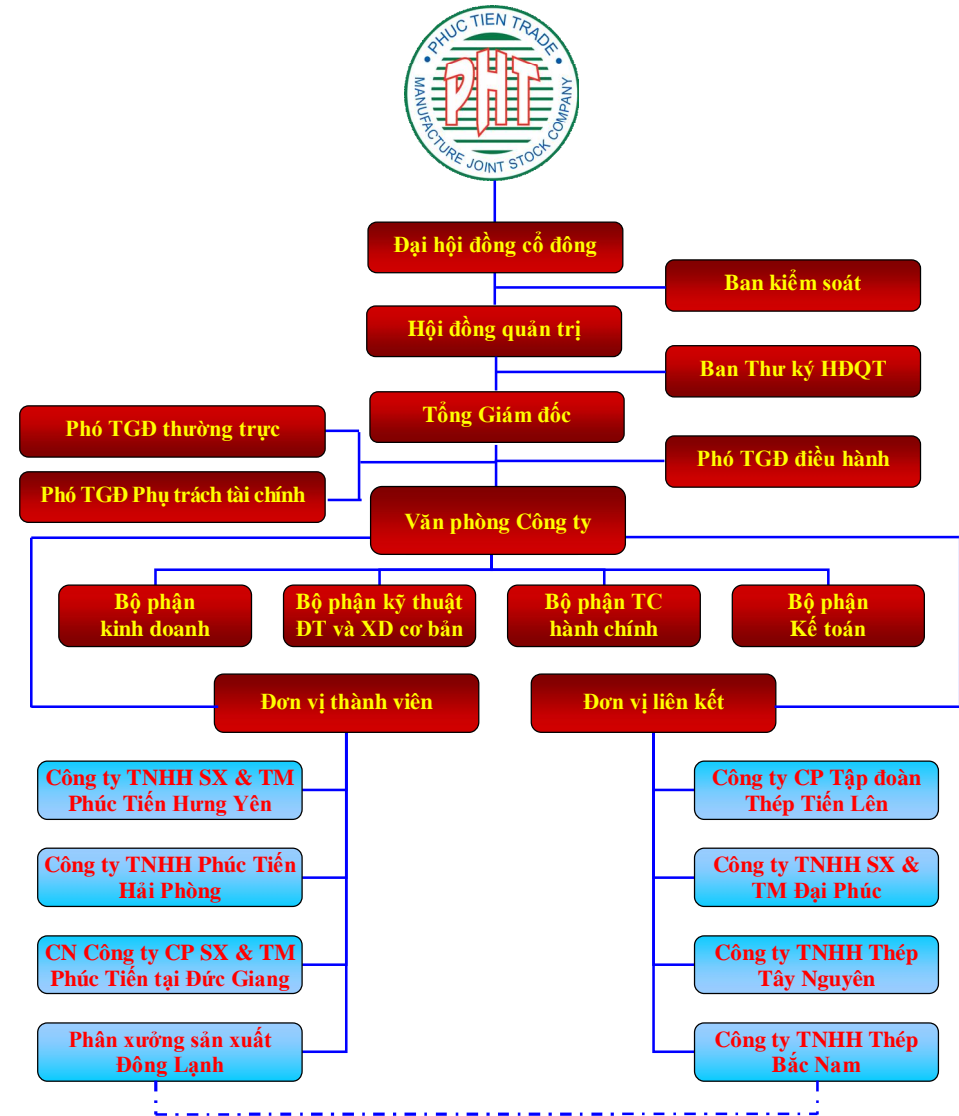 PHUC TIEN TRADE
MANUFACTURE JOINT STOCK COMPANY
PHT
Đại hội đồng cổ đông
Ban kiểm soát
Hội đồng quản trị
Ban Thư ký HĐQT
Tổng Giám đốc
Phó TGĐ thường trực
Phó TGĐ điều hành
Phó TGĐ Phụ trách tài chính
Văn phòng Công ty
Bộ phận
kinh doanh
Bộ phận kỹ thuật
ĐT và XD cơ bản
Bộ phận TC
hành chính
Bộ phận
Kế toán
Đơn vị thành viên
Đơn vị liên kết
Công ty TNHH SX & TM
Phúc Tiến Hưng Yên
Công ty CP Tập đoàn
Thép Tiến Lên
Công ty TNHH Phúc Tiến
Hải Phòng
Công ty TNHH SX &
TM Đại Phúc
CN Công ty CP SX & TM
Phúc Tiến tại Đức Giang
Công ty TNHH Thép
Tây Nguyên
Phân xưởng sản xuất
Đông Lạnh
Công ty TNHH Thép
Bắc Nam